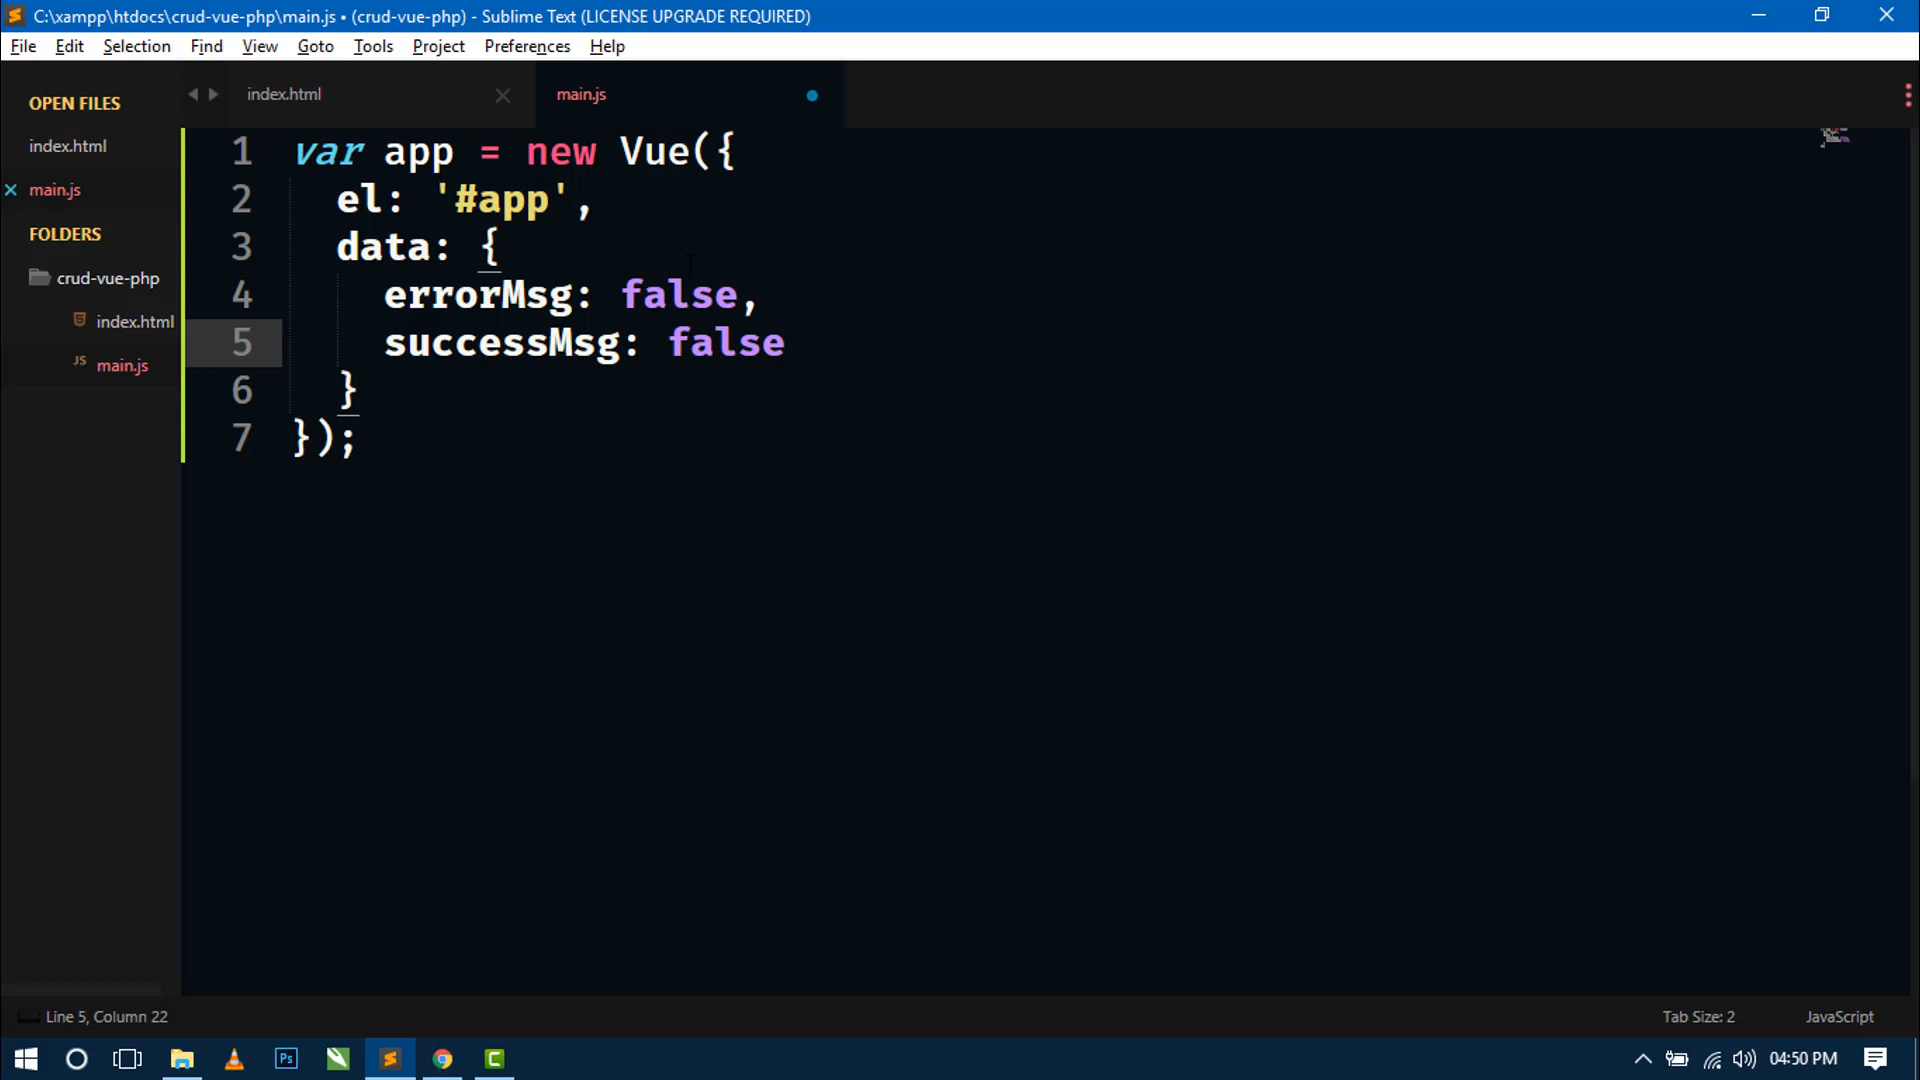 C:\xampp\htdocs\crud-vue-php\main.js • (crud-vue-php) - Sublime Text (LICENSE UPGRADE REQUIRED)
File Edit Selection Find View Goto Tools Project Preferences Help
OPEN FILES
index.html
main.js
FOLDERS
crud-vue-php
index.html
JS main.js
index.html
main.js
1 var app = new Vue({
2 el: '#app',
3 data: {
4 errorMsg: false,
5 successMsg: false
6 }
7 });
Line 5, Column 22
Tab Size: 2
JavaScript
Ps
C
04:50 PM